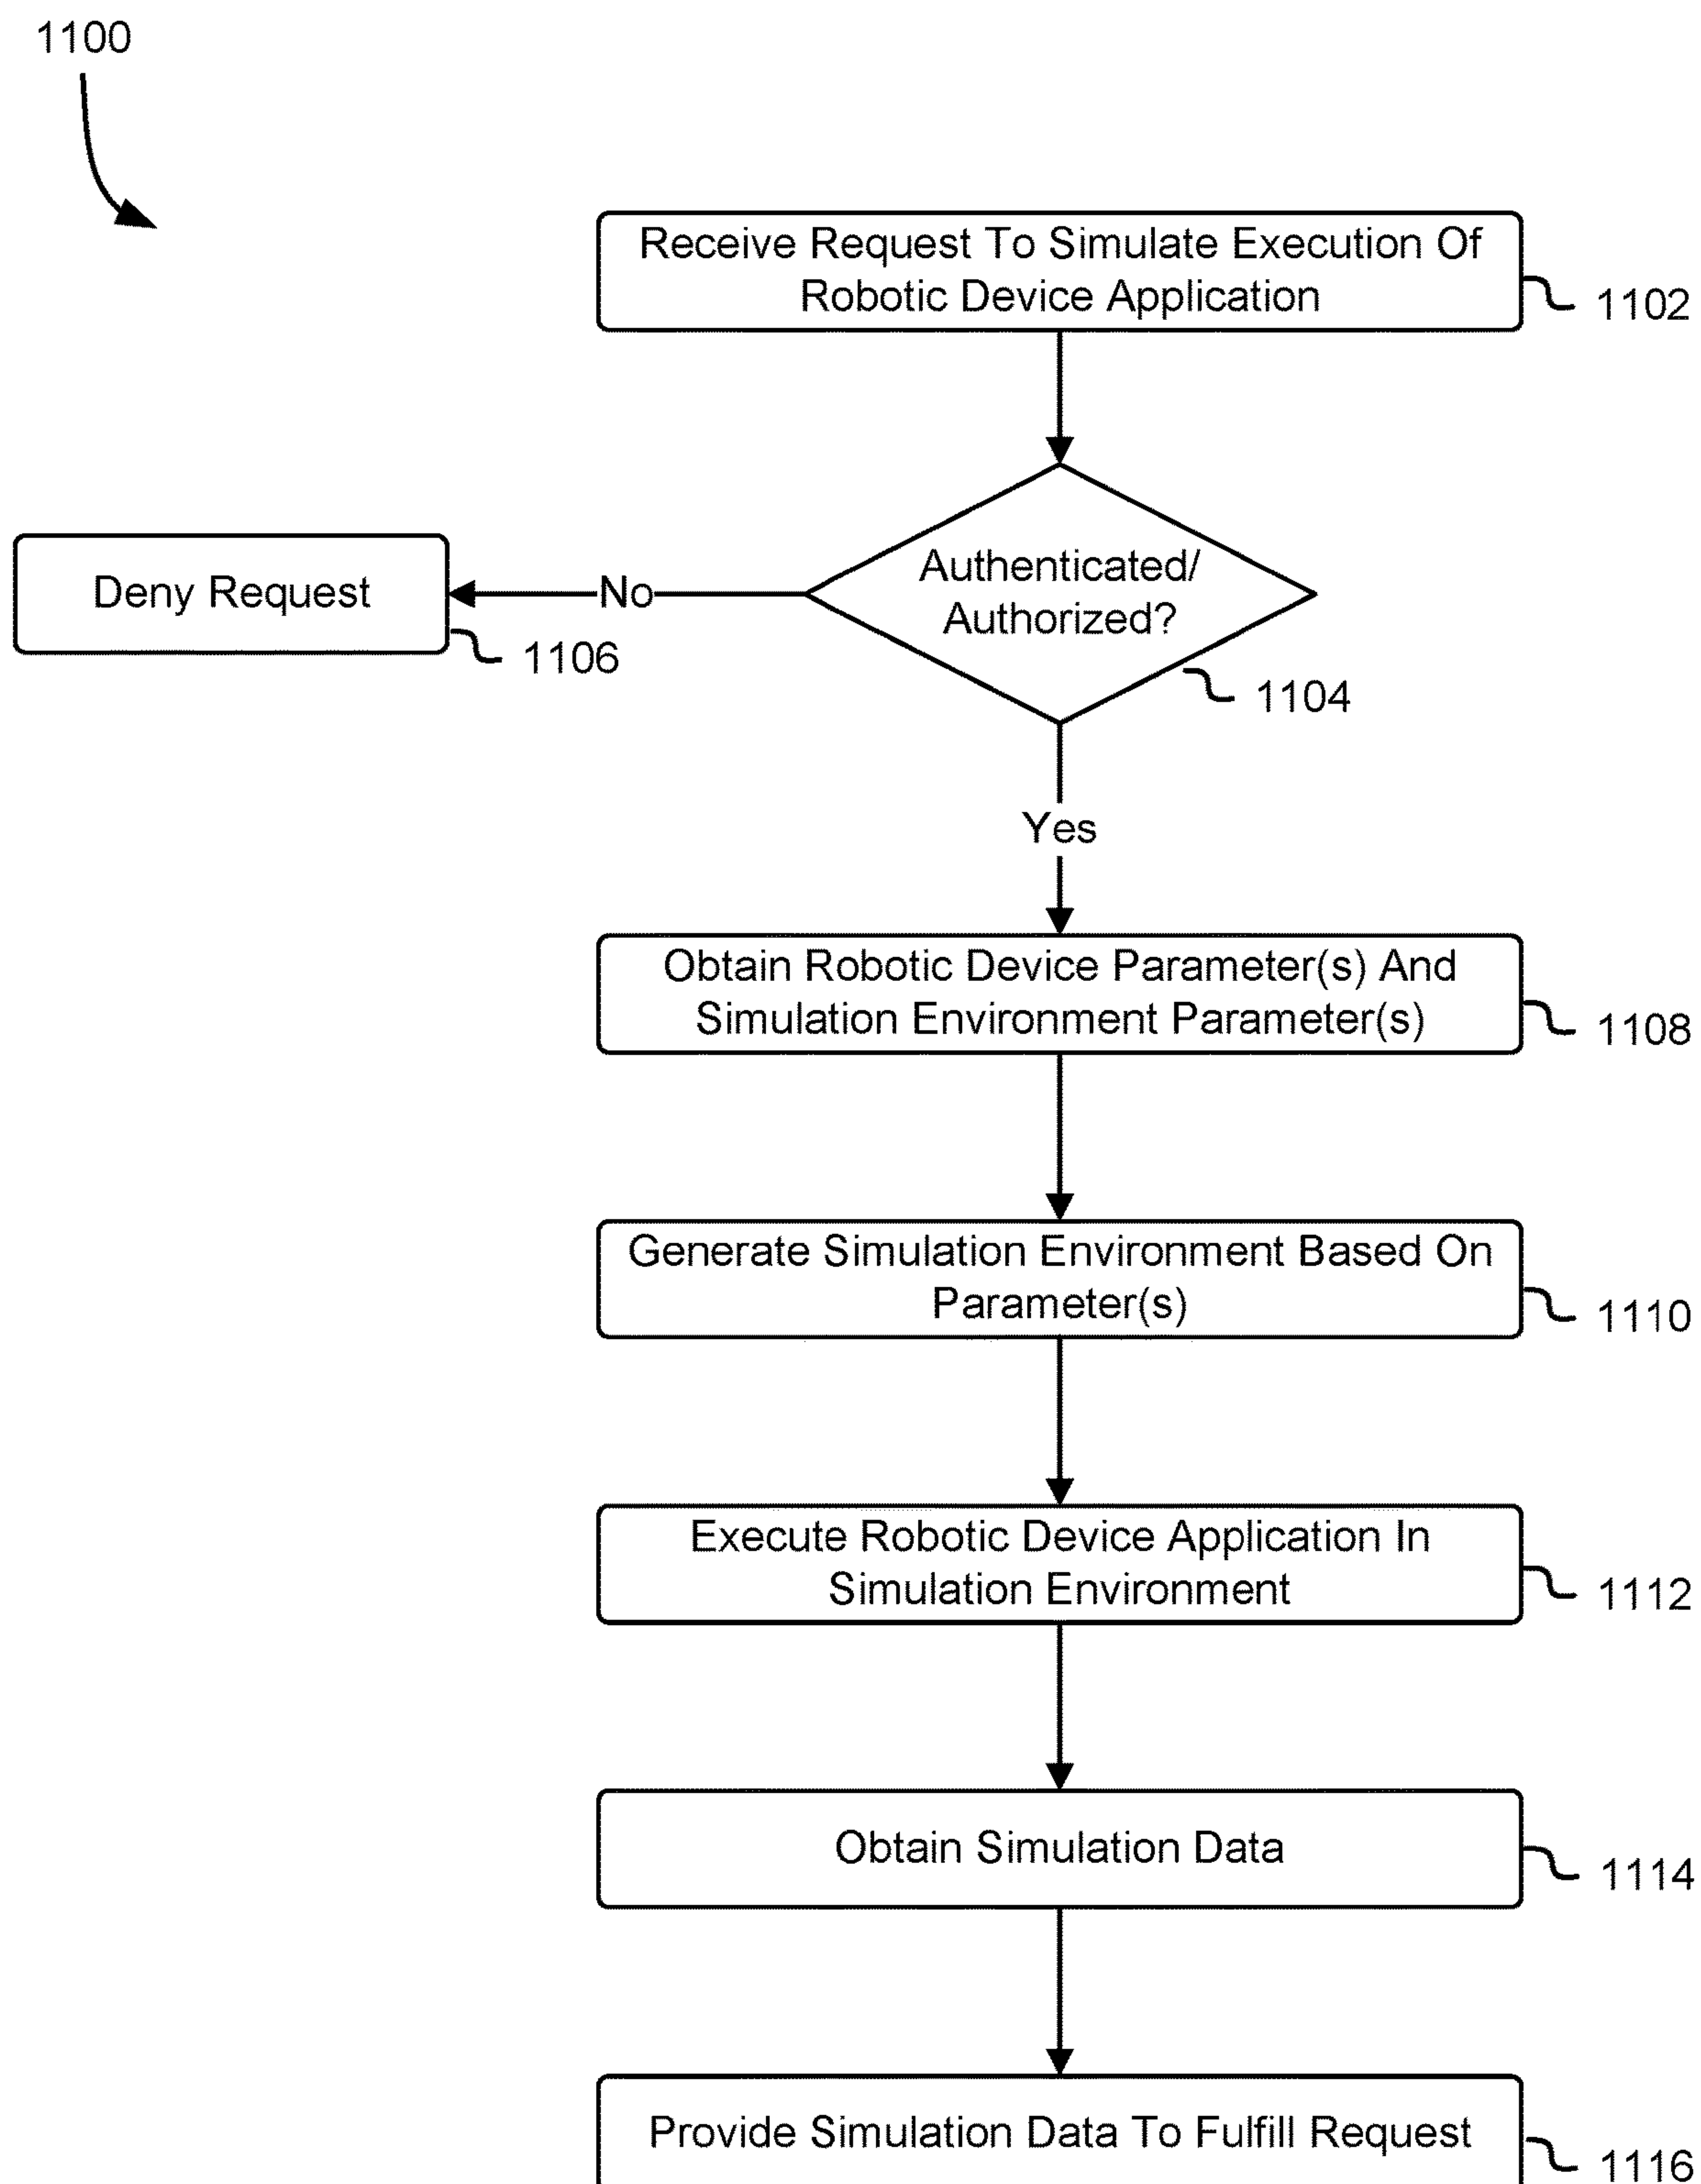 1100
Receive Request To Simulate Execution Of
Robotic Device Application
1102
Authenticated/
Authorized?
1104
No
Deny Request
1106
Yes
Obtain Robotic Device Parameter(s) And
Simulation Environment Parameter(s)
1108
Generate Simulation Environment Based On
Parameter(s)
1110
Execute Robotic Device Application In
Simulation Environment
1112
Obtain Simulation Data
1114
Provide Simulation Data To Fulfill Request
1116